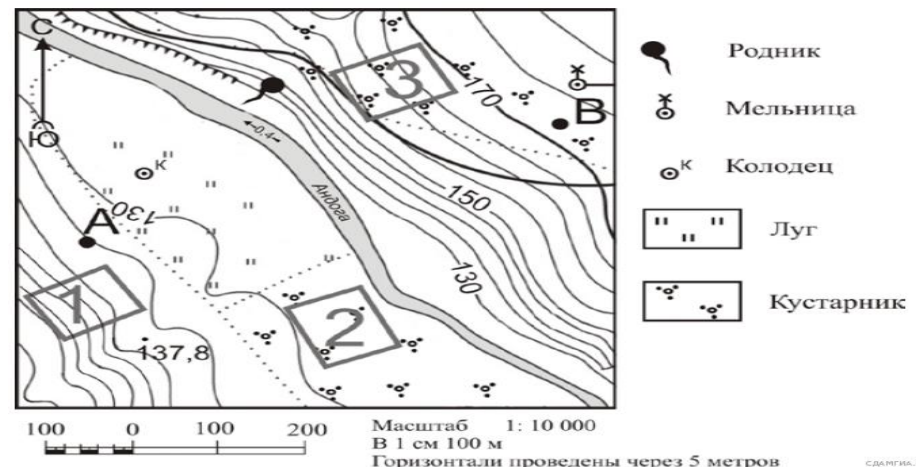 С
Ю
К
0,4
Андога
130
А
1
137,8
2
3
170
В
150
130
Родник
Мельница
К Колодец
Луг
Кустарник
100 0 100 200
Масштаб 1: 10 000
В 1 см 100 м
Горизонтали проведены через 5 метров
СДАМГИА.